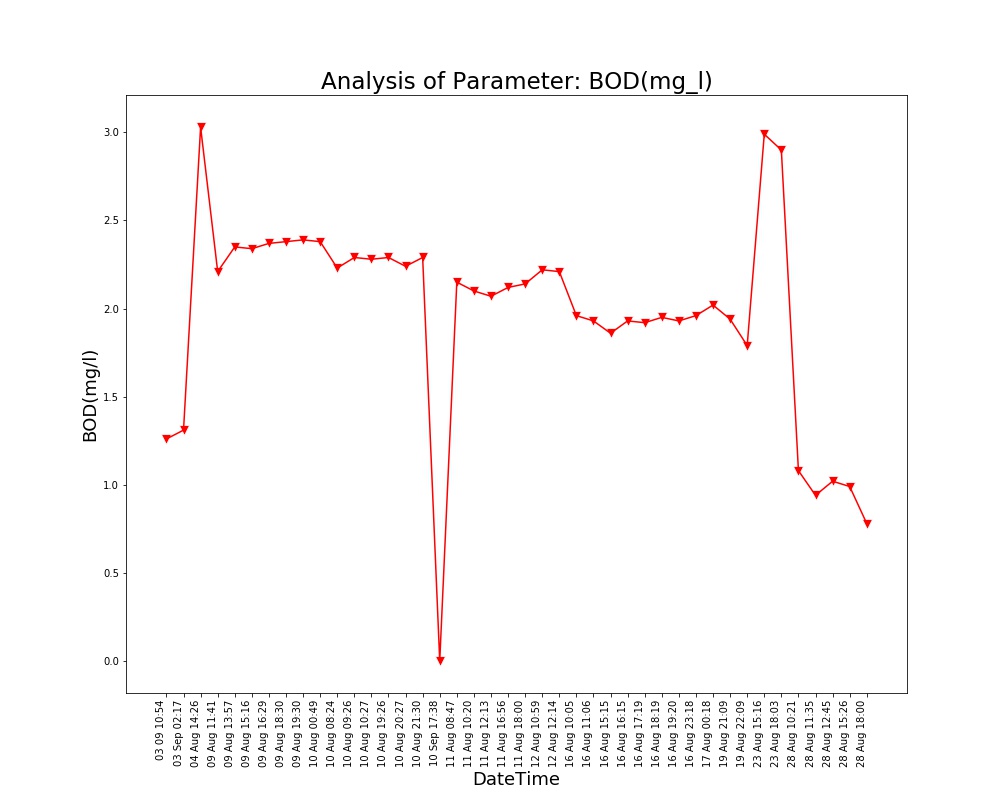 Analysis of Parameter: BOD(mg_l)
BOD(mg/l)
3.0
2.5
2.0
1.5
1.0
0.5
0.0
03 09 10:54
03 Sep 02:17
04 Aug 14:26
09 Aug 11:41
09 Aug 13:57
09 Aug 15:16
09 Aug 16:29
09 Aug 18:30
09 Aug 19:30
10 Aug 00:49
10 Aug 08:24
10 Aug 09:26
10 Aug 10:27
10 Aug 19:26
10 Aug 20:27
10 Aug 21:30
10 Sep 17:38
11 Aug 08:47
11 Aug 10:20
11 Aug 12:13
11 Aug 16:56
11 Aug 18:00
12 Aug 10:59
12 Aug 12:14
16 Aug 10:05
16 Aug 11:06
16 Aug 15:15
16 Aug 16:15
16 Aug 17:19
16 Aug 18:19
16 Aug 19:20
16 Aug 23:18
17 Aug 00:18
19 Aug 21:09
19 Aug 22:09
23 Aug 15:16
23 Aug 18:03
28 Aug 10:21
28 Aug 11:35
28 Aug 12:45
28 Aug 15:26
28 Aug 18:00
DateTime